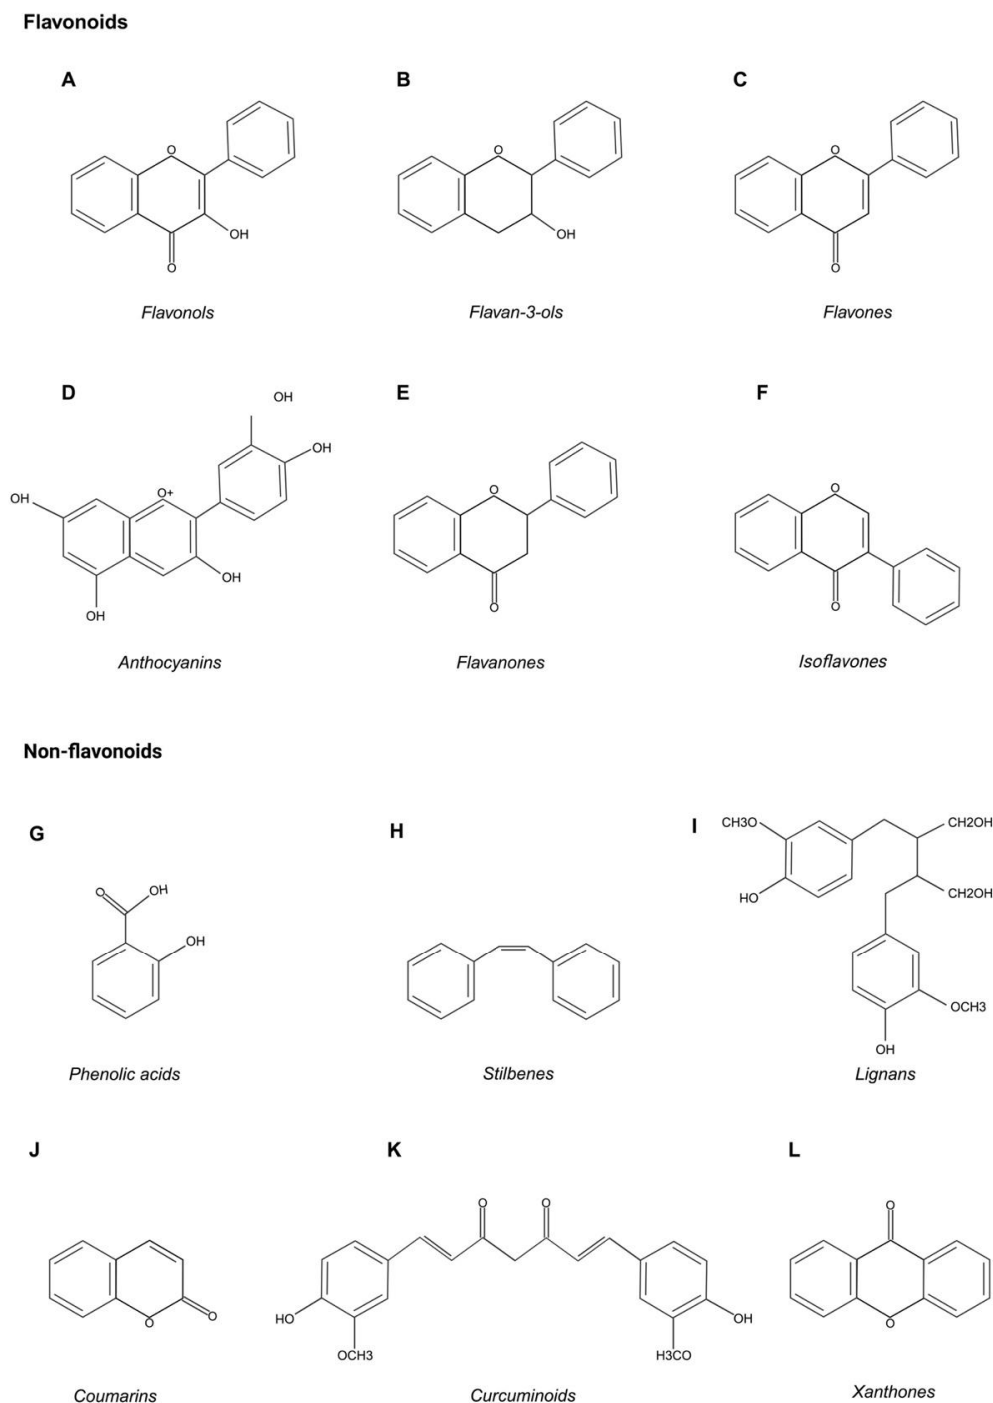 Flavonoids
A
B
C
O
OH
O
O
OH
O
O
Flavonols
Flavan-3-ols
Flavones
D
E
F
OH
OH
OH
O+
OH
OH
O
O
O
O
Anthocyanins
Flavanones
Isoflavones
Non-flavonoids
G
H
I
O
OH
OH
CH3O
CH2OH
HO
CH2OH
OCH3
OH
Phenolic acids
Stilbenes
Lignans
J
K
L
O
O
O
O
HO
OCH3
OH
H3CO
O
O
Coumarins
Curcuminoids
Xanthones